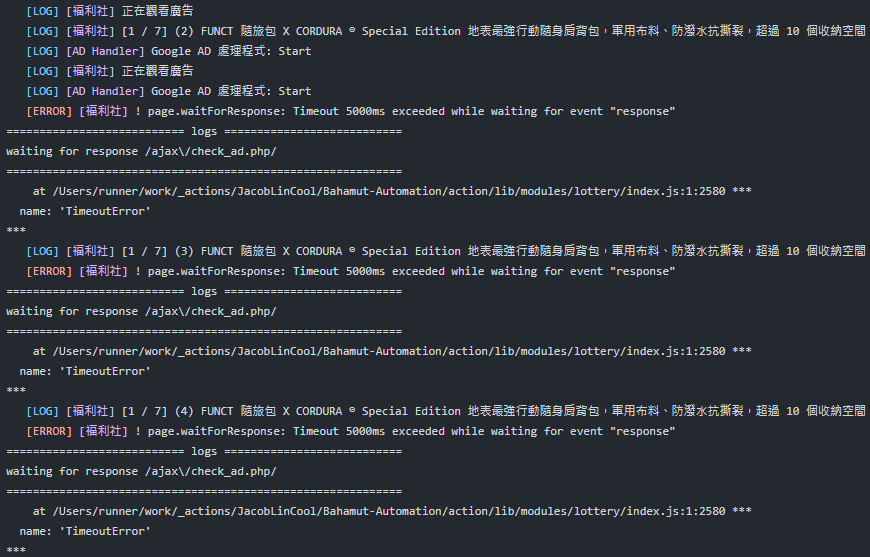 [LOG] [福利社] 正在觀看廣告
[LOG] [福利社] [1 / 7] (2) FUNCT 隨旅包 X CORDURA ® Special Edition 地表最強行動隨身肩背包，軍用布料、防潑水抗撕裂，超過 10 個收納空間
[LOG] [AD Handler] Google AD 處理程式: Start
[LOG] [福利社] 正在觀看廣告
[LOG] [AD Handler] Google AD 處理程式: Start
[ERROR] [福利社] ! page.waitForResponse: Timeout 5000ms exceeded while waiting for event "response"
=========================== logs ===========================
waiting for response /ajax\/check_ad.php/
============================================================
at /Users/runner/work/_actions/JacobLinCool/Bahamut-Automation/action/lib/modules/lottery/index.js:1:2580 ***
name: 'TimeoutError'
***
[LOG] [福利社] [1 / 7] (3) FUNCT 隨旅包 X CORDURA ® Special Edition 地表最強行動隨身肩背包，軍用布料、防潑水抗撕裂，超過 10 個收納空間
[ERROR] [福利社] ! page.waitForResponse: Timeout 5000ms exceeded while waiting for event "response"
=========================== logs ===========================
waiting for response /ajax\/check_ad.php/
============================================================
at /Users/runner/work/_actions/JacobLinCool/Bahamut-Automation/action/lib/modules/lottery/index.js:1:2580 ***
name: 'TimeoutError'
***
[LOG] [福利社] [1 / 7] (4) FUNCT 隨旅包 X CORDURA ® Special Edition 地表最強行動隨身肩背包，軍用布料、防潑水抗撕裂，超過 10 個收納空間
[ERROR] [福利社] ! page.waitForResponse: Timeout 5000ms exceeded while waiting for event "response"
=========================== logs ===========================
waiting for response /ajax\/check_ad.php/
============================================================
at /Users/runner/work/_actions/JacobLinCool/Bahamut-Automation/action/lib/modules/lottery/index.js:1:2580 ***
name: 'TimeoutError'
***